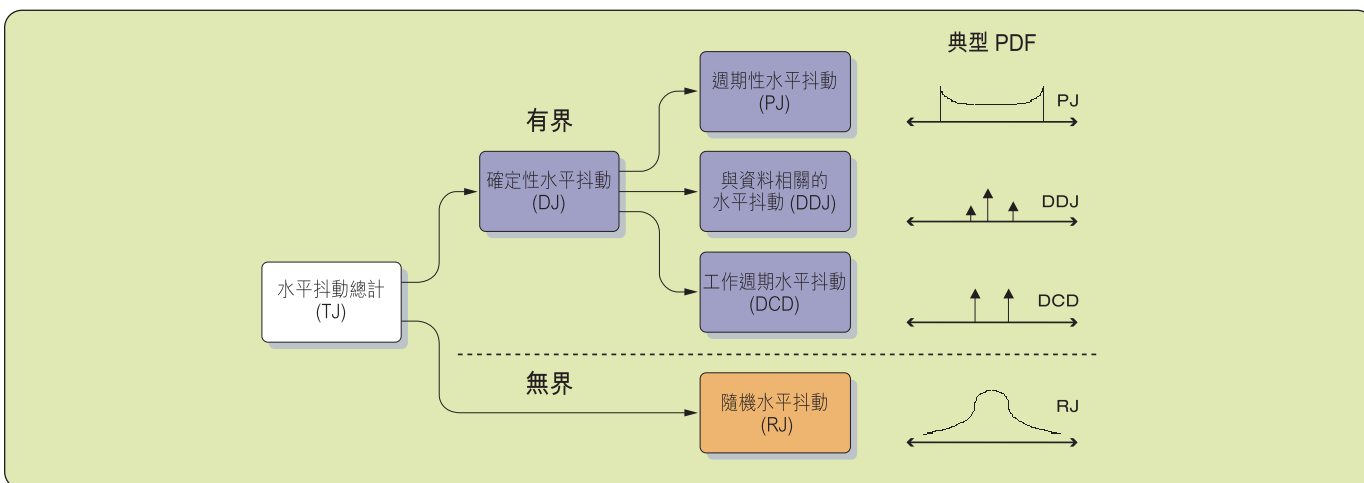 典型 PDF
週期性水平抖動
(PJ)
PJ
有界
確定性水平抖動
(DJ)
與資料相關的
水平抖動 (DDJ)
DDJ
工作週期水平抖動
(DCD)
DCD
水平抖動總計
(TJ)
無界
隨機水平抖動
(RJ)
RJ